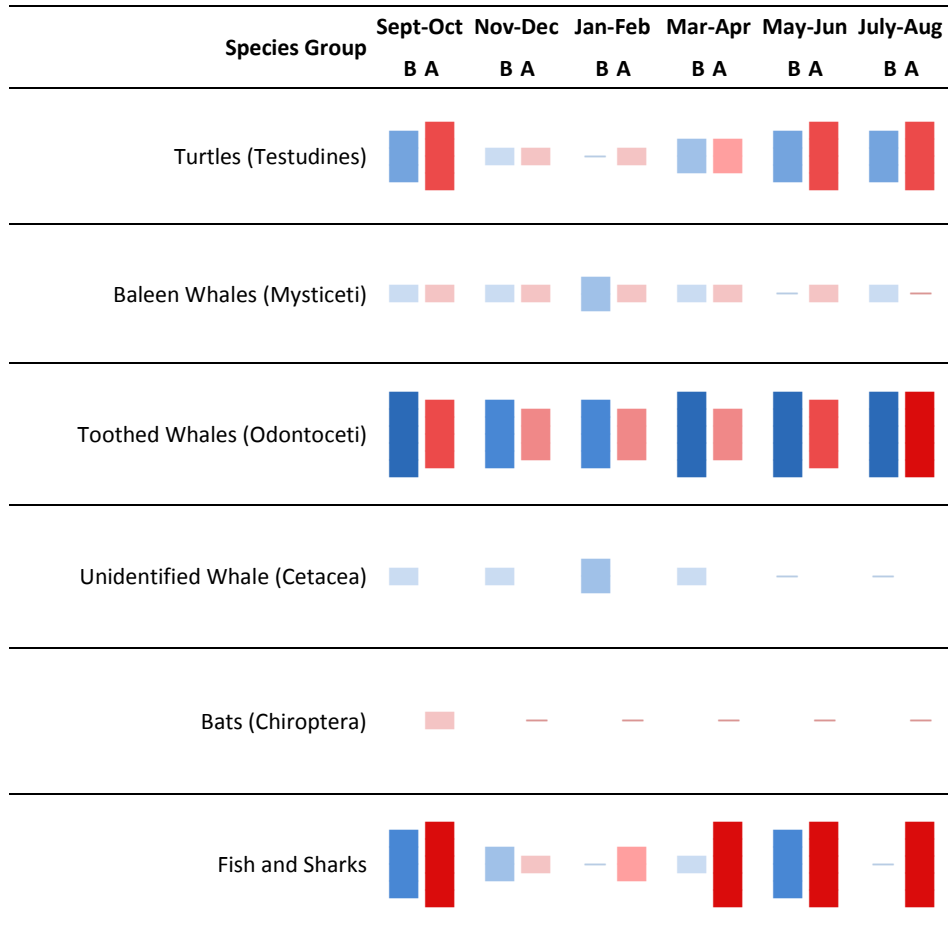 Species Group
Sept-Oct Nov-Dec Jan-Feb Mar-Apr May-Jun July-Aug
B A B A B A B A B A B A
Turtles (Testudines)
Baleen Whales (Mysticeti)
Toothed Whales (Odontoceti)
Unidentified Whale (Cetacea)
Bats (Chiroptera)
Fish and Sharks